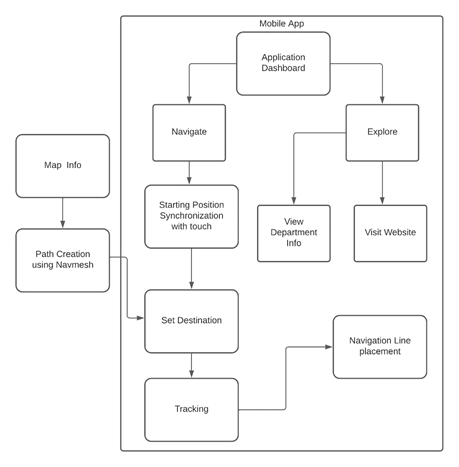 Mobile App
Application
Dashboard
Navigate
Explore
Map Info
Starting Position
Synchronization
with touch
View
Department
Info
Visit Website
Path Creation
using Navmesh
Set Destination
Navigation Line
placement
Tracking